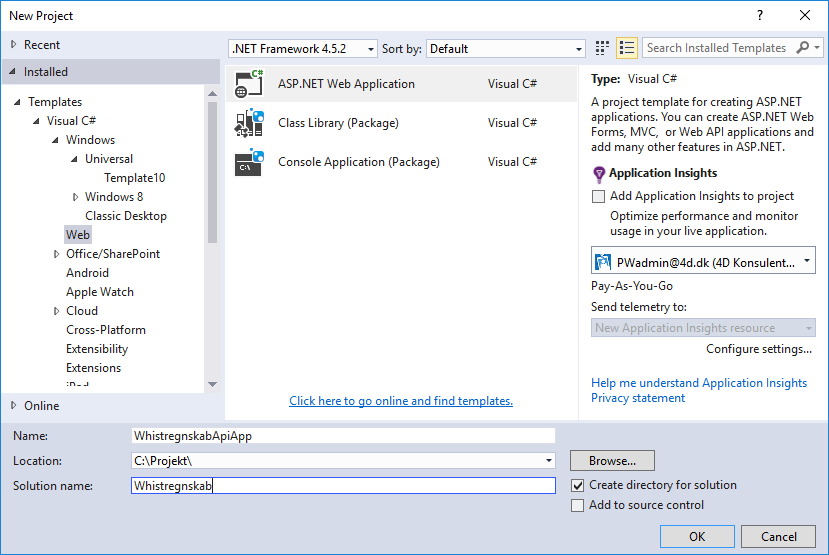 New Project
?
Recent
.NET Framework 4.5.2
Sort by:
Default
Search Installed Templates
Installed
Templates
Visual C#
Windows
Universal
Template10
Windows 8
Classic Desktop
Web
Office/SharePoint
Android
Apple Watch
Cloud
Cross-Platform
Extensibility
Extensions
iPad
Online
ASP.NET Web Application Visual C#
Class Library (Package) Visual C#
Console Application (Package) Visual C#
Click here to go online and find templates.
Type: Visual C#
A project template for creating ASP.NET
applications. You can create ASP.NET Web
Forms, MVC, or Web API applications and
add many other features in ASP.NET.
Application Insights
Add Application Insights to project
Optimize performance and monitor
usage in your live application.
PWadmin@4d.dk (4D Konsulent...
Pay-As-You-Go
Send telemetry to:
New Application Insights resource
Configure settings...
Help me understand Application Insights
Privacy statement
Name: WhistregnskabApiApp
Location: C:\Projekt\
Browse...
Solution name: Whistregnskab
Create directory for solution
Add to source control
OK
Cancel